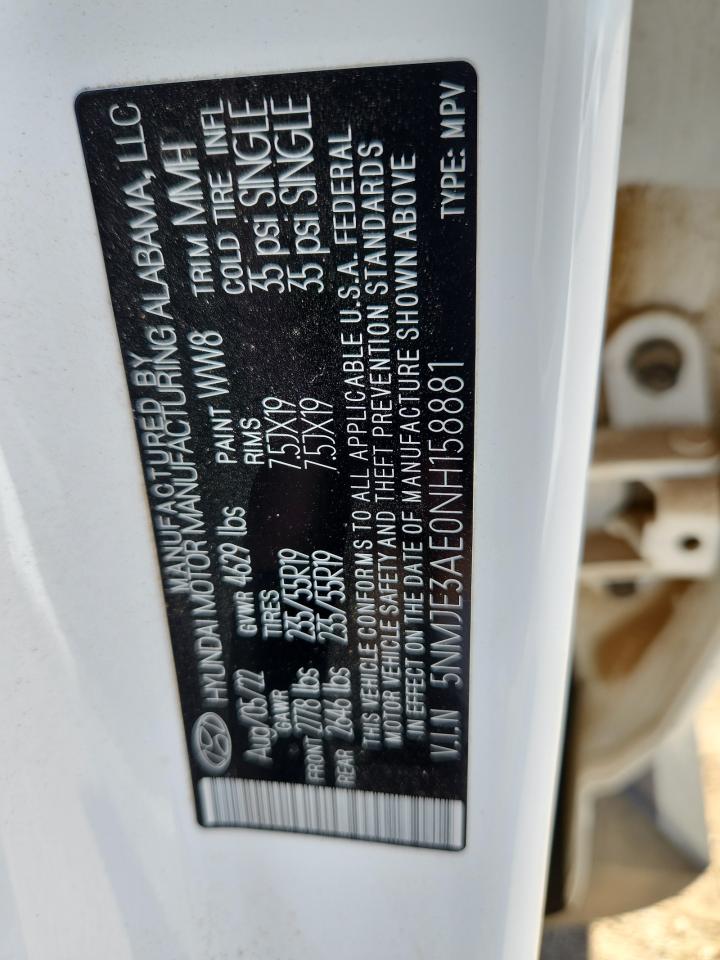 MANUFACTURED BY
HYUNDAI MOTOR MANUFACTURING ALABAMA, LLC
Aug/05/22 GVWR 4629 lbs PAINT WW8 TRIM MMH
GAWR TIRES RIMS COLD TIRE INFL
FRONT 2778 lbs 235/55R19 7.5JX19 35 psi SINGLE
REAR 2646 lbs 235/55R19 7.5JX19 35 psi SINGLE
THIS VEHICLE CONFORMS TO ALL APPLICABLE U.S.A. FEDERAL
MOTOR VEHICLE SAFETY AND THEFT PREVENTION STANDARDS
IN EFFECT ON THE DATE OF MANUFACTURE SHOWN ABOVE
V.I.N 5NMJE3AE0NH158881 TYPE: MPV